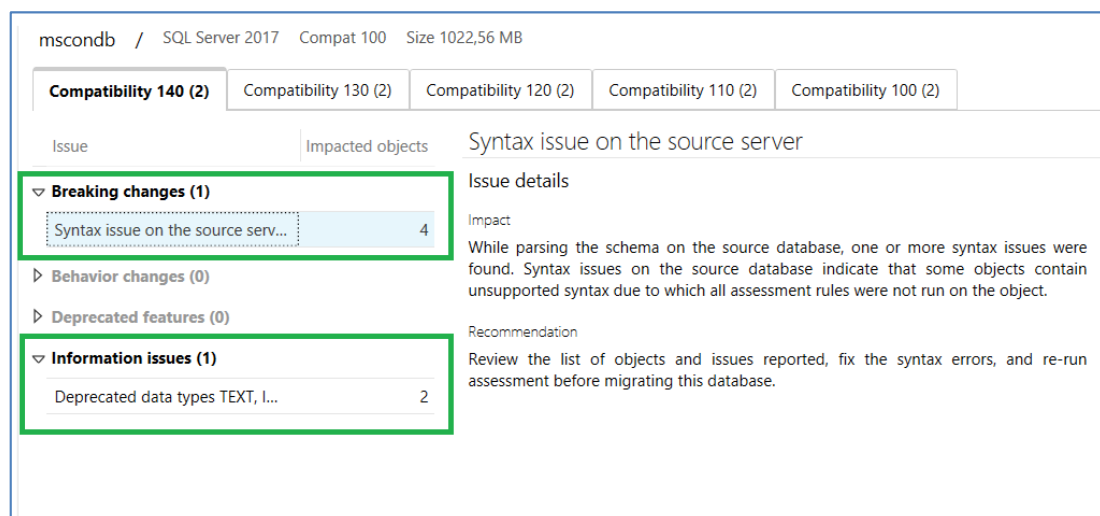 mscondb / SQL Server 2017 Compat 100 Size 1022,56 MB
Compatibility 140 (2) Compatibility 130 (2) Compatibility 120 (2) Compatibility 110 (2) Compatibility 100 (2)
Issue Impacted objects
Breaking changes (1)
Syntax issue on the source serv... 4
Behavior changes (0)
Deprecated features (0)
Information issues (1)
Deprecated data types TEXT, I... 2
Syntax issue on the source server
Issue details
Impact
While parsing the schema on the source database, one or more syntax issues were
found. Syntax issues on the source database indicate that some objects contain
unsupported syntax due to which all assessment rules were not run on the object.
Recommendation
Review the list of objects and issues reported, fix the syntax errors, and re-run
assessment before migrating this database.